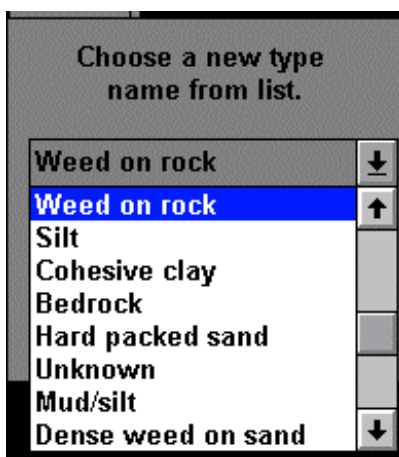 Choose a new type
name from list.
Weed on rock
Weed on rock
Silt
Cohesive clay
Bedrock
Hard packed sand
Unknown
Mud/silt
Dense weed on sand